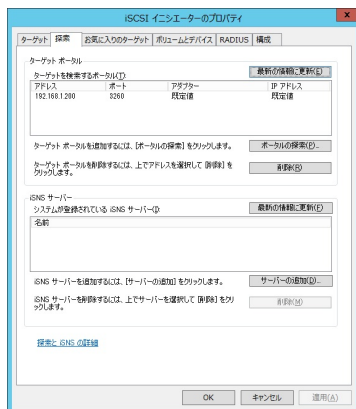 iSCSI イニシエーターのプロパティ
x
ターゲット 探索 お気に入りのターゲット ボリュームとデバイス RADIUS 構成
ターゲット ポータル
ターゲットを検索するポータル(T):
最新の情報に更新(E)
アドレス ポート アダプター IP アドレス
192.168.1.200 3260 既定値 既定値
ターゲット ポータルを追加するには、[ポータルの探索] をクリックします。
ポータルの探索(P)...
ターゲット ポータルを削除するには、上でアドレスを選択して [削除] を
クリックします。
削除(R)
iSNS サーバー
システムが登録されている iSNS サーバー(I):
最新の情報に更新(F)
名前
iSNS サーバーを追加するには、[サーバーの追加] をクリックします。
サーバーの追加(D)...
iSNS サーバーを削除するには、上でサーバーを選択して [削除] をクリ
ックします。
削除(M)
探索と iSNS の詳細
OK キャンセル 適用(A)